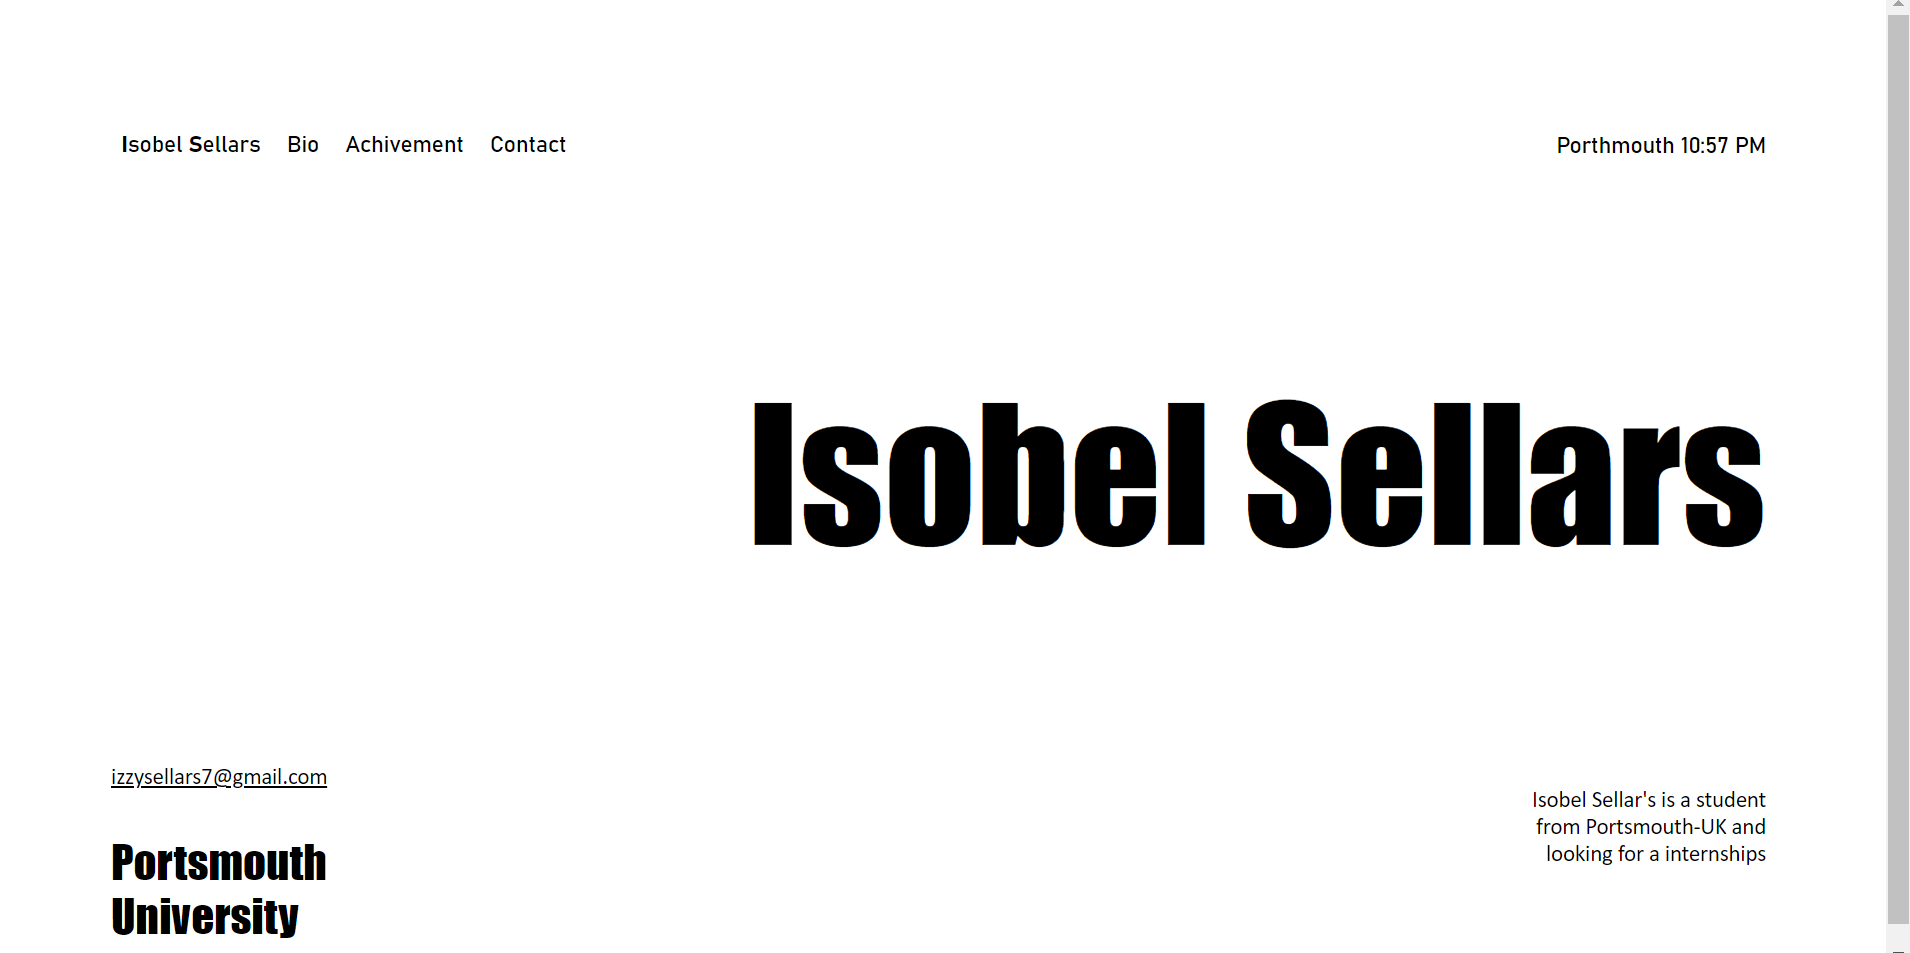 Isobel Sellars Bio Achivement Contact
Porthmouth 10:57 PM
Isobel Sellars
izzysellars7@gmail.com
Portsmouth
University
Isobel Sellar's is a student
from Portsmouth-UK and
looking for a internships